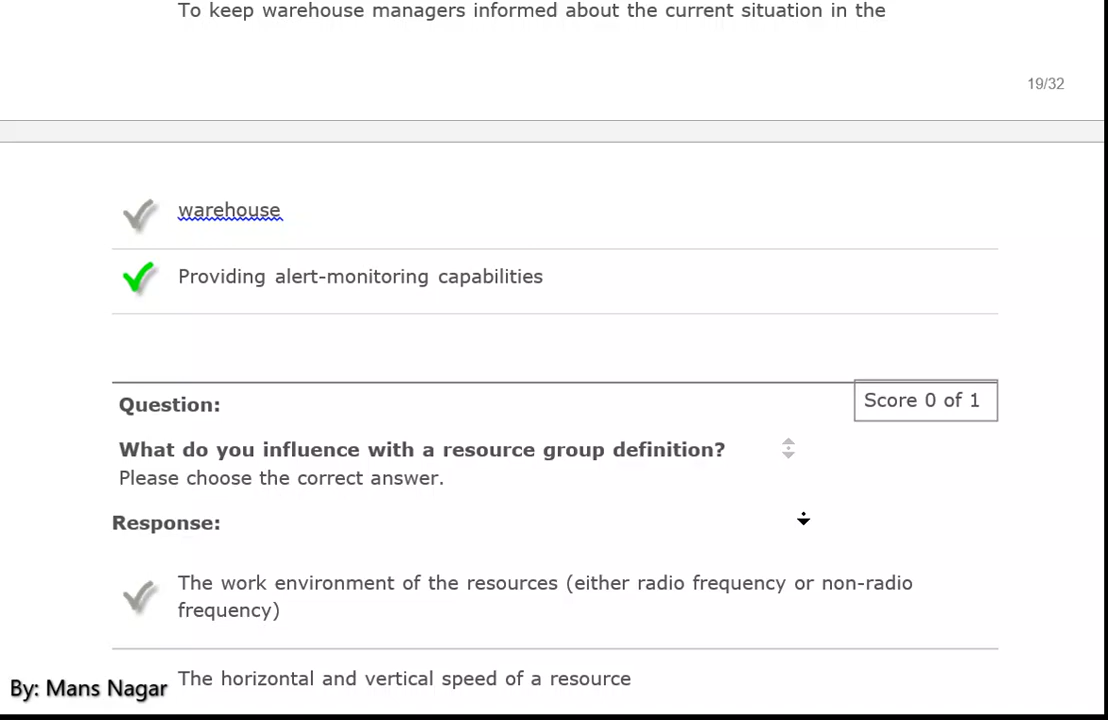 To keep warehouse managers informed about the current situation in the
19/32
warehouse
Providing alert-monitoring capabilities
Score 0 of 1
Question:
What do you influence with a resource group definition?
Please choose the correct answer.
Response:
The work environment of the resources (either radio frequency or non-radio
frequency)
The horizontal and vertical speed of a resource
By: Mans Nagar